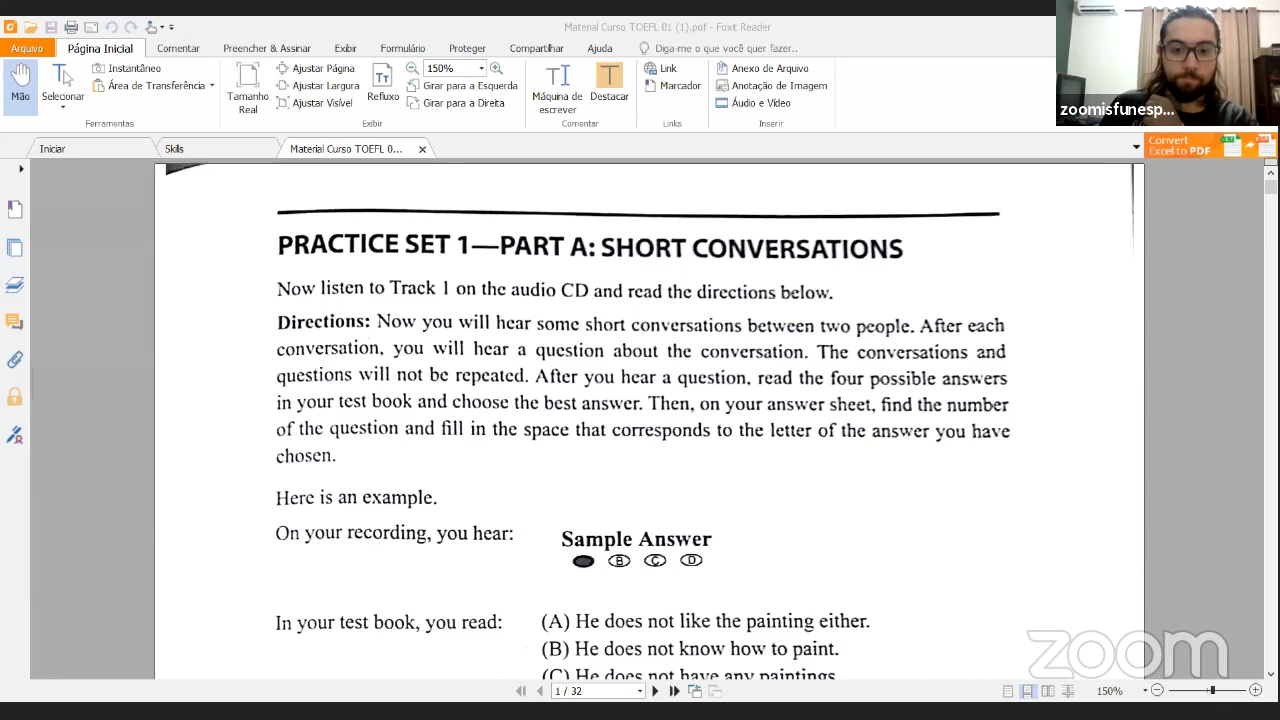 Material Curso TOEFL 01 (1).pdf - Foxit Reader
Arquivo Página Inicial Comentar Preencher & Assinar Exibir Formulário Proteger Compartilhar Ajuda Diga-me o que você quer fazer..
Mão
Selecionar
Instantâneo
Área de Transferência
Ferramentas
Tamanho
Real
Ajustar Página
Ajustar Largura
Ajustar Visível
Refluxo
150%
Girar para a Esquerda
Girar para a Direita
Exibir
Máquina de
escrever
Destacar
Comentar
Link
Marcador
Links
Anexo de Arquivo
Anotação de Imagem
Áudio e Vídeo
Inserir
zoomisfunesp...
Iniciar Skills Material Curso TOEFL 0...
Convert
Excel to PDF
PRACTICE SET 1—PART A: SHORT CONVERSATIONS
Now listen to Track 1 on the audio CD and read the directions below.
Directions: Now you will hear some short conversations between two people. After each
conversation, you will hear a question about the conversation. The conversations and
questions will not be repeated. After you hear a question, read the four possible answers
in your test book and choose the best answer. Then, on your answer sheet, find the number
of the question and fill in the space that corresponds to the letter of the answer you have
chosen.
Here is an example.
On your recording, you hear:
Sample Answer
B C D
In your test book, you read:
(A) He does not like the painting either.
(B) He does not know how to paint.
(C) He does not have any paintings
zoom
1 / 32
150%